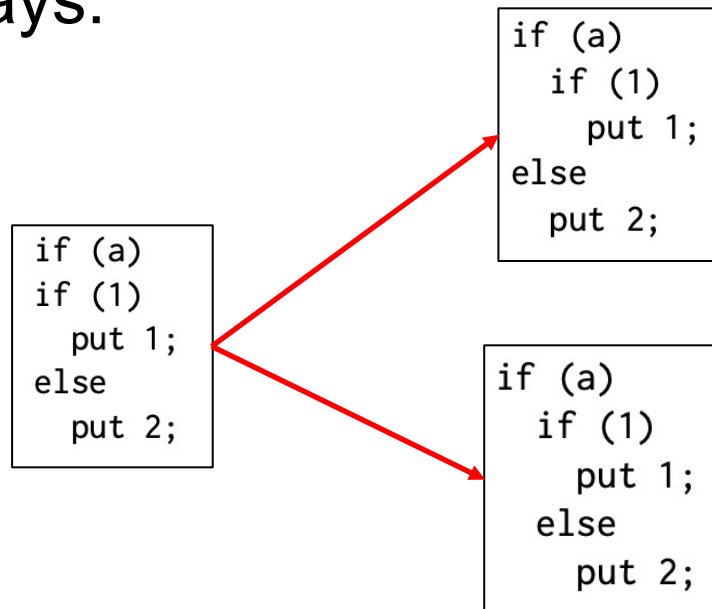 ays:
if (a)
if (1)
  put 1;
else
  put 2;
if (a)
  if (1)
    put 1;
else
  put 2;
if (a)
  if (1)
    put 1;
  else
    put 2;